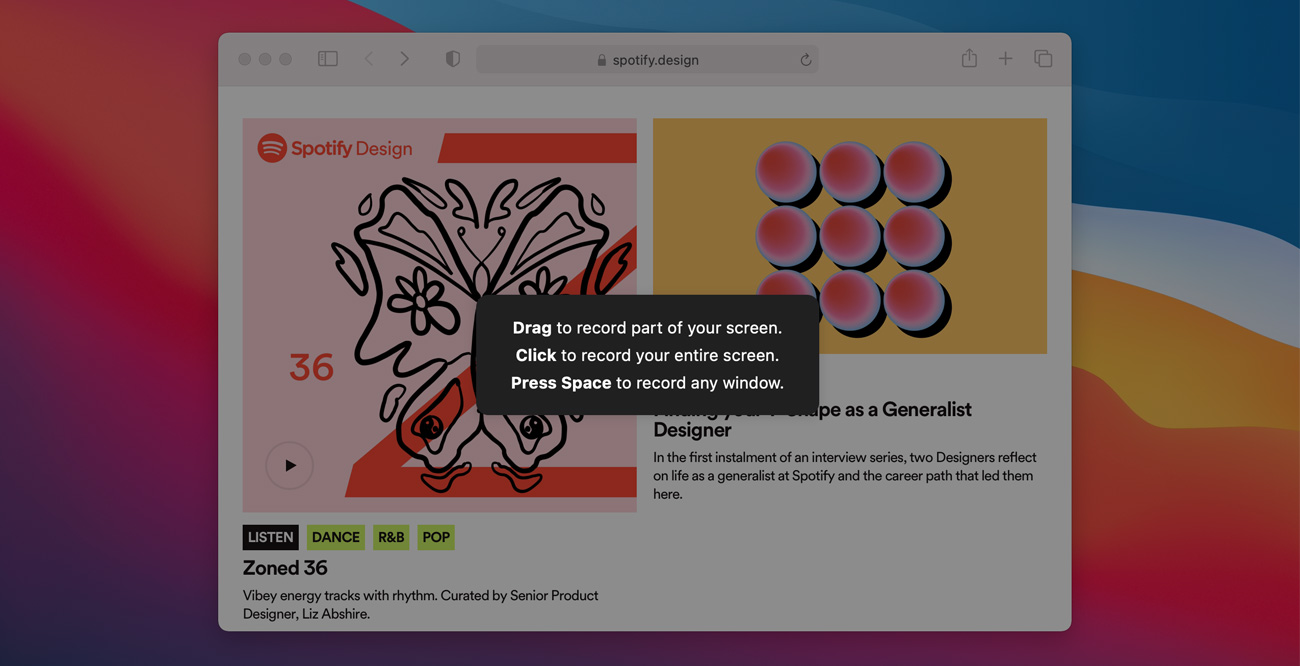 spotify.design
Spotify Design
36
Drag to record part of your screen.
Click to record your entire screen.
Press Space to record any window.
Shape as a Generalist
Designer
In the first instalment of an interview series, two Designers reflect
on life as a generalist at Spotify and the career path that led them
here.
LISTEN DANCE R&B POP
Zoned 36
Vibey energy tracks with rhythm. Curated by Senior Product
Designer, Liz Abshire.